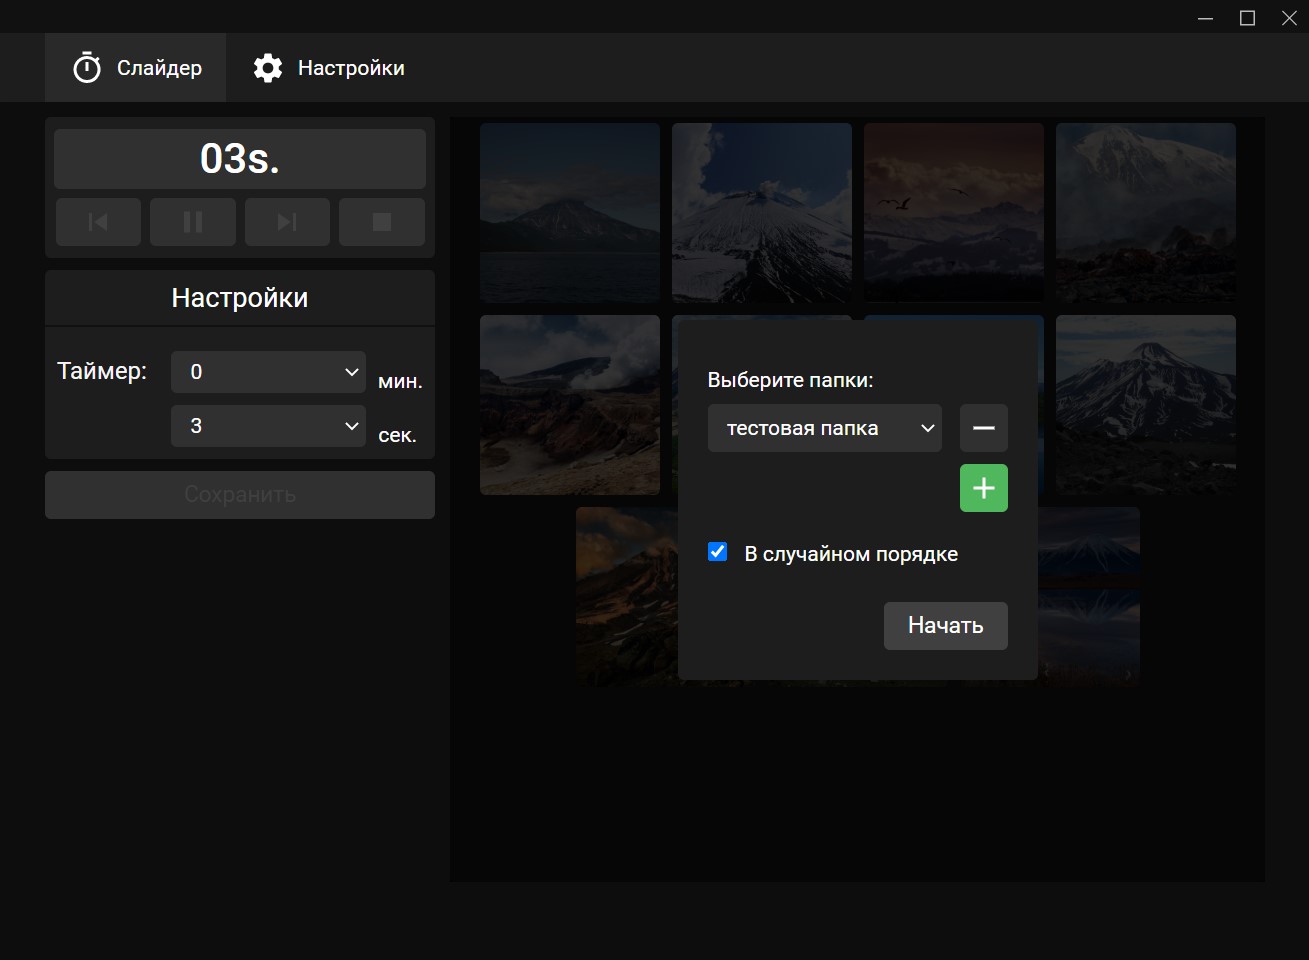 Слайдер
Настройки
03s.
Настройки
Таймер:
0
мин.
3
сек.
Сохранить
Выберите папки:
тестовая папка
В случайном порядке
Начать